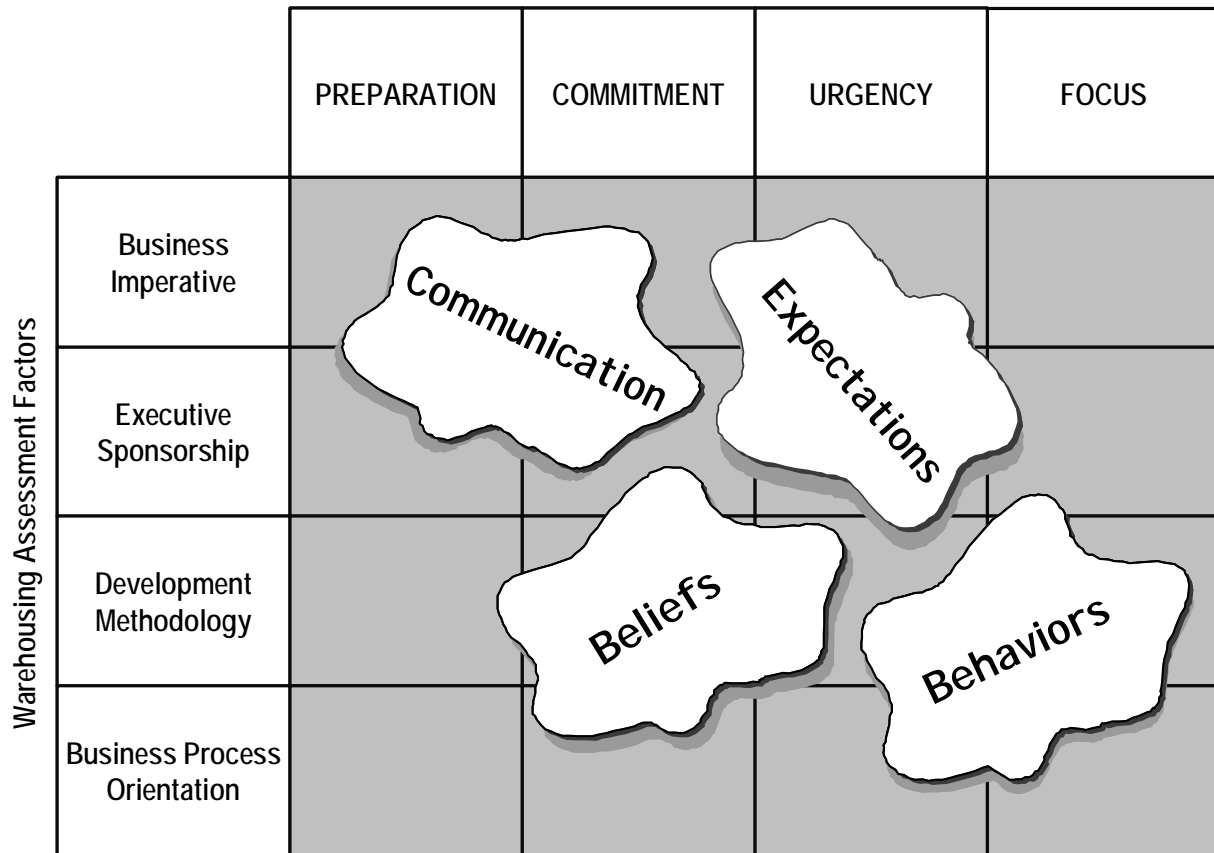 PREPARATION COMMITMENT URGENCY FOCUS
Warehousing Assessment Factors
Business
Imperative
Communication
Expectations
Executive
Sponsorship
Development
Methodology
Beliefs
Behaviors
Business Process
Orientation